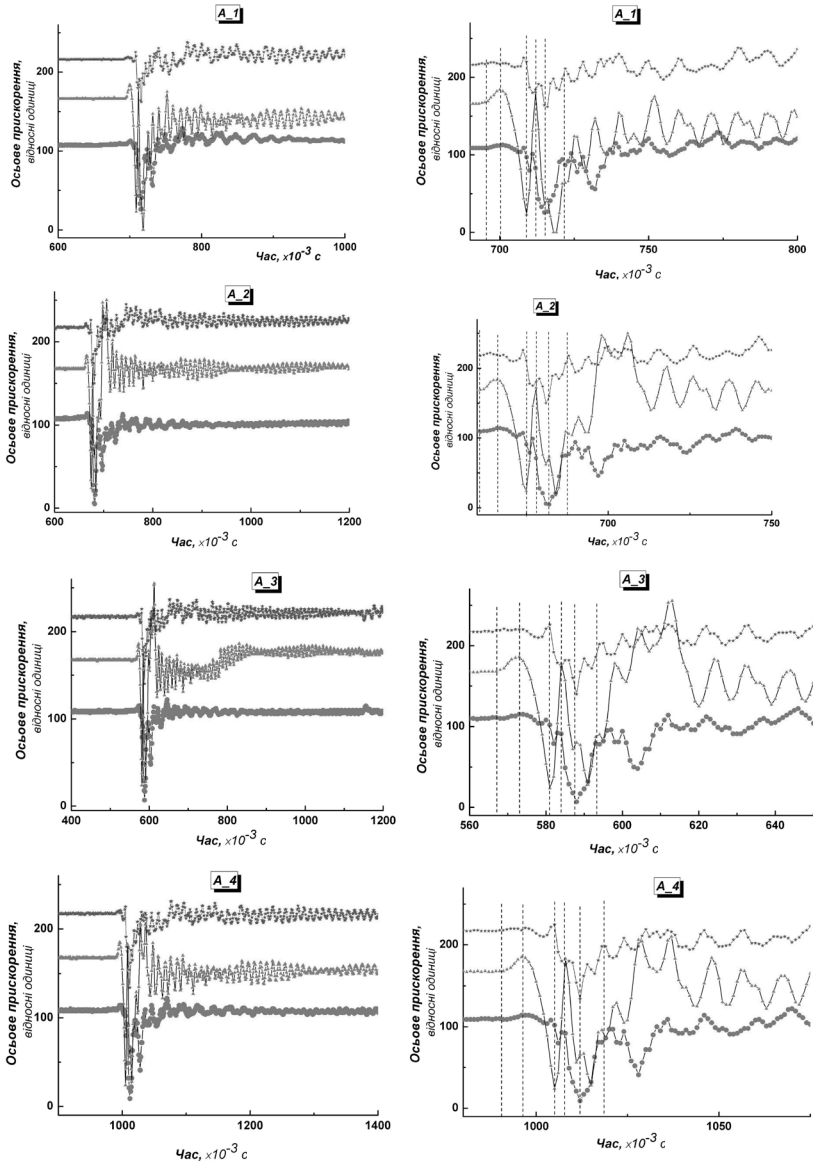 A_1
Осьове прискорення,
відносні одиниці
200
100
0
600
800
1000
Час, x10-3 с
A_1
Осьове прискорення,
відносні одиниці
200
100
0
700
750
800
Час, x10-3 с
A_2
Осьове прискорення,
відносні одиниці
200
100
0
600
800
1000
1200
Час, x10-3 с
A_2
Осьове прискорення,
відносні одиниці
200
100
0
700
750
Час, x10-3 с
A_3
Осьове прискорення,
відносні одиниці
200
100
0
400
600
800
1000
1200
Час, x10-3 с
A_3
Осьове прискорення,
відносні одиниці
200
100
0
560
580
600
620
640
Час, x10-3 с
A_4
Осьове прискорення,
відносні одиниці
200
100
0
1000
1200
1400
Час, x10-3 с
A_4
Осьове прискорення,
відносні одиниці
200
100
0
1000
1050
Час, x10-3 с